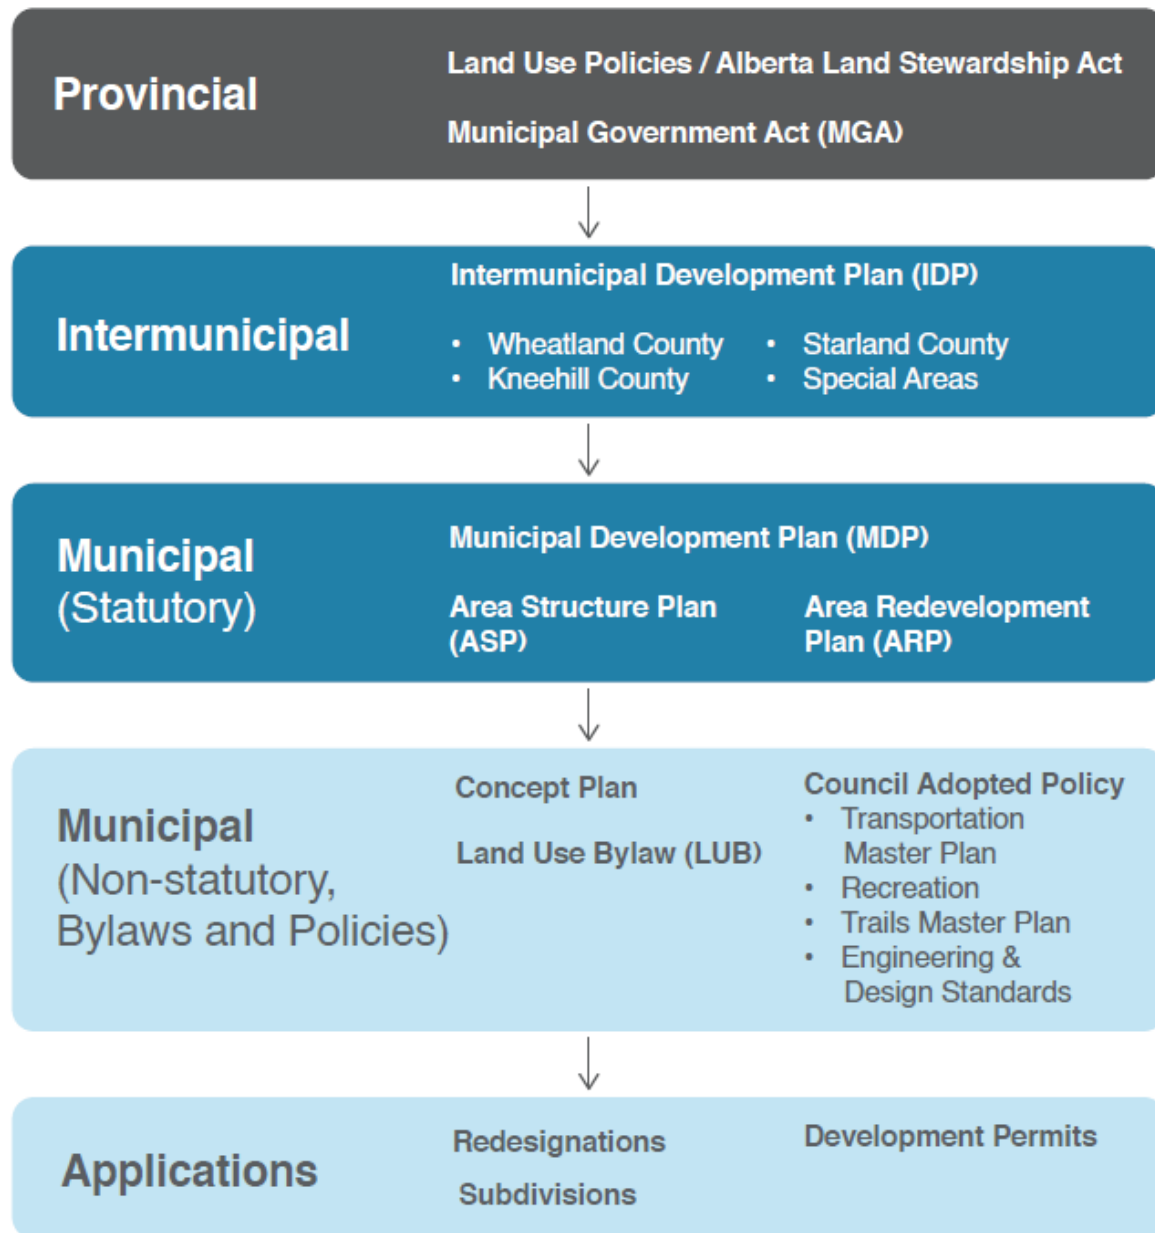 Provincial
Land Use Policies / Alberta Land Stewardship Act
Municipal Government Act (MGA)
Intermunicipal
Intermunicipal Development Plan (IDP)
• Wheatland County
• Kneehill County
• Starland County
• Special Areas
Municipal
(Statutory)
Municipal Development Plan (MDP)
Area Structure Plan
(ASP)
Area Redevelopment
Plan (ARP)
Municipal
(Non-statutory,
Bylaws and Policies)
Concept Plan
Land Use Bylaw (LUB)
Council Adopted Policy
• Transportation
Master Plan
• Recreation
• Trails Master Plan
• Engineering &
Design Standards
Applications
Redesignations
Subdivisions
Development Permits